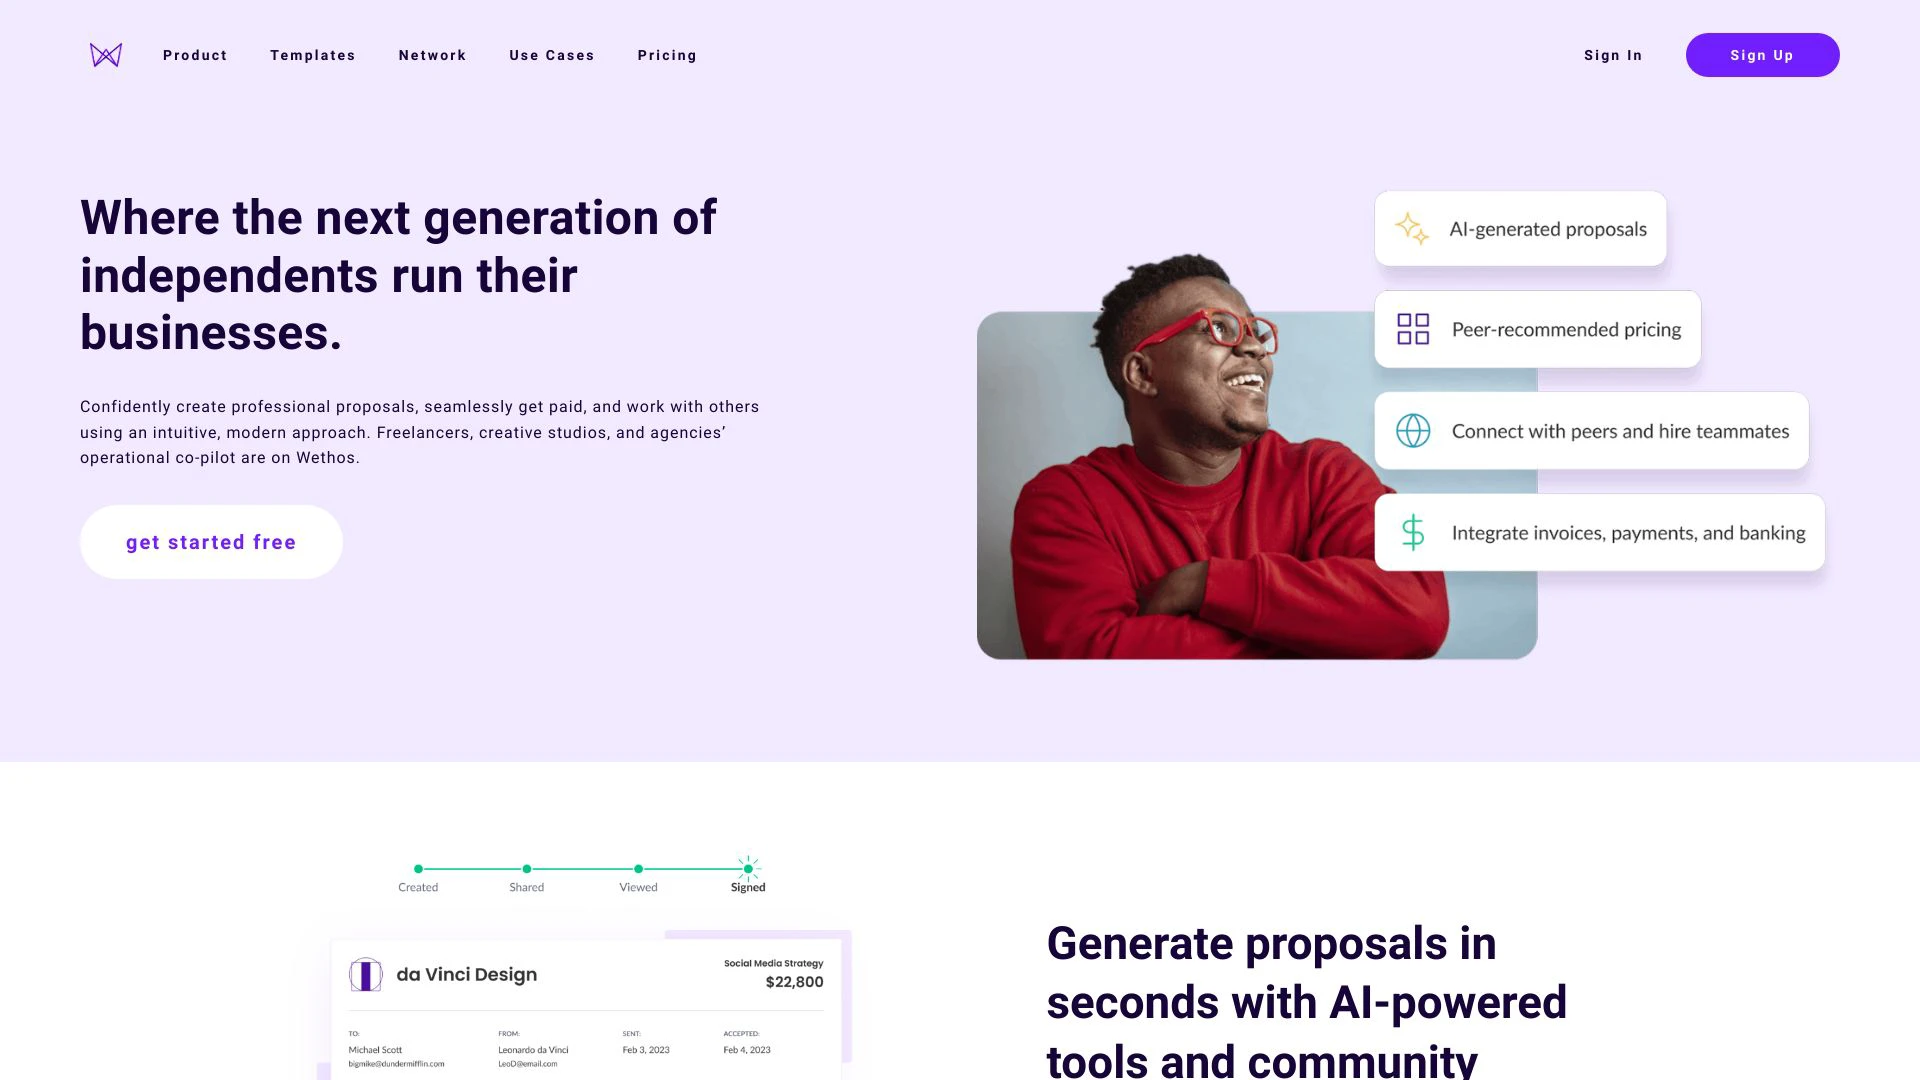 Product Templates Network Use Cases Pricing Sign In Sign Up
Where the next generation of
independents run their
businesses.
Confidently create professional proposals, seamlessly get paid, and work with others
using an intuitive, modern approach. Freelancers, creative studios, and agencies’
operational co-pilot are on Wethos.
get started free
AI-generated proposals
Peer-recommended pricing
Connect with peers and hire teammates
Integrate invoices, payments, and banking
Created Shared Viewed Signed
da Vinci Design
Social Media Strategy
$22,800
TO: FROM: SENT: ACCEPTED:
Michael Scott Leonardo da Vinci Feb 3, 2023 Feb 4, 2023
bigmike@dundermifflin.com LeoD@email.com
Generate proposals in
seconds with AI-powered
tools and community